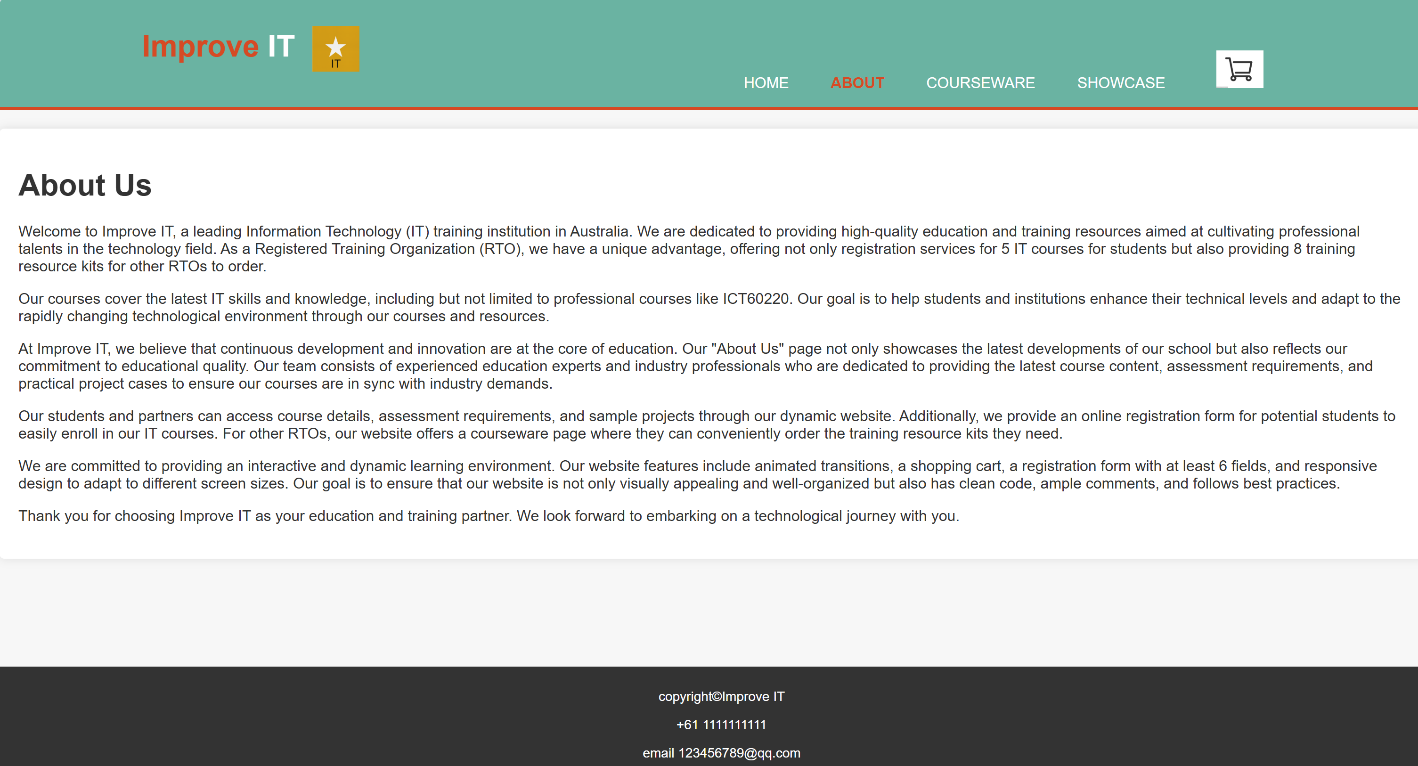 Improve IT
IT
HOME ABOUT COURSEWARE SHOWCASE
About Us
Welcome to Improve IT, a leading Information Technology (IT) training institution in Australia. We are dedicated to providing high-quality education and training resources aimed at cultivating professional
talents in the technology field. As a Registered Training Organization (RTO), we have a unique advantage, offering not only registration services for 5 IT courses for students but also providing 8 training
resource kits for other RTOs to order.
Our courses cover the latest IT skills and knowledge, including but not limited to professional courses like ICT60220. Our goal is to help students and institutions enhance their technical levels and adapt to the
rapidly changing technological environment through our courses and resources.
At Improve IT, we believe that continuous development and innovation are at the core of education. Our "About Us" page not only showcases the latest developments of our school but also reflects our
commitment to educational quality. Our team consists of experienced education experts and industry professionals who are dedicated to providing the latest course content, assessment requirements, and
practical project cases to ensure our courses are in sync with industry demands.
Our students and partners can access course details, assessment requirements, and sample projects through our dynamic website. Additionally, we provide an online registration form for potential students to
easily enroll in our IT courses. For other RTOs, our website offers a courseware page where they can conveniently order the training resource kits they need.
We are committed to providing an interactive and dynamic learning environment. Our website features include animated transitions, a shopping cart, a registration form with at least 6 fields, and responsive
design to adapt to different screen sizes. Our goal is to ensure that our website is not only visually appealing and well-organized but also has clean code, ample comments, and follows best practices.
Thank you for choosing Improve IT as your education and training partner. We look forward to embarking on a technological journey with you.
copyright©Improve IT
+61 1111111111
email 123456789@qq.com